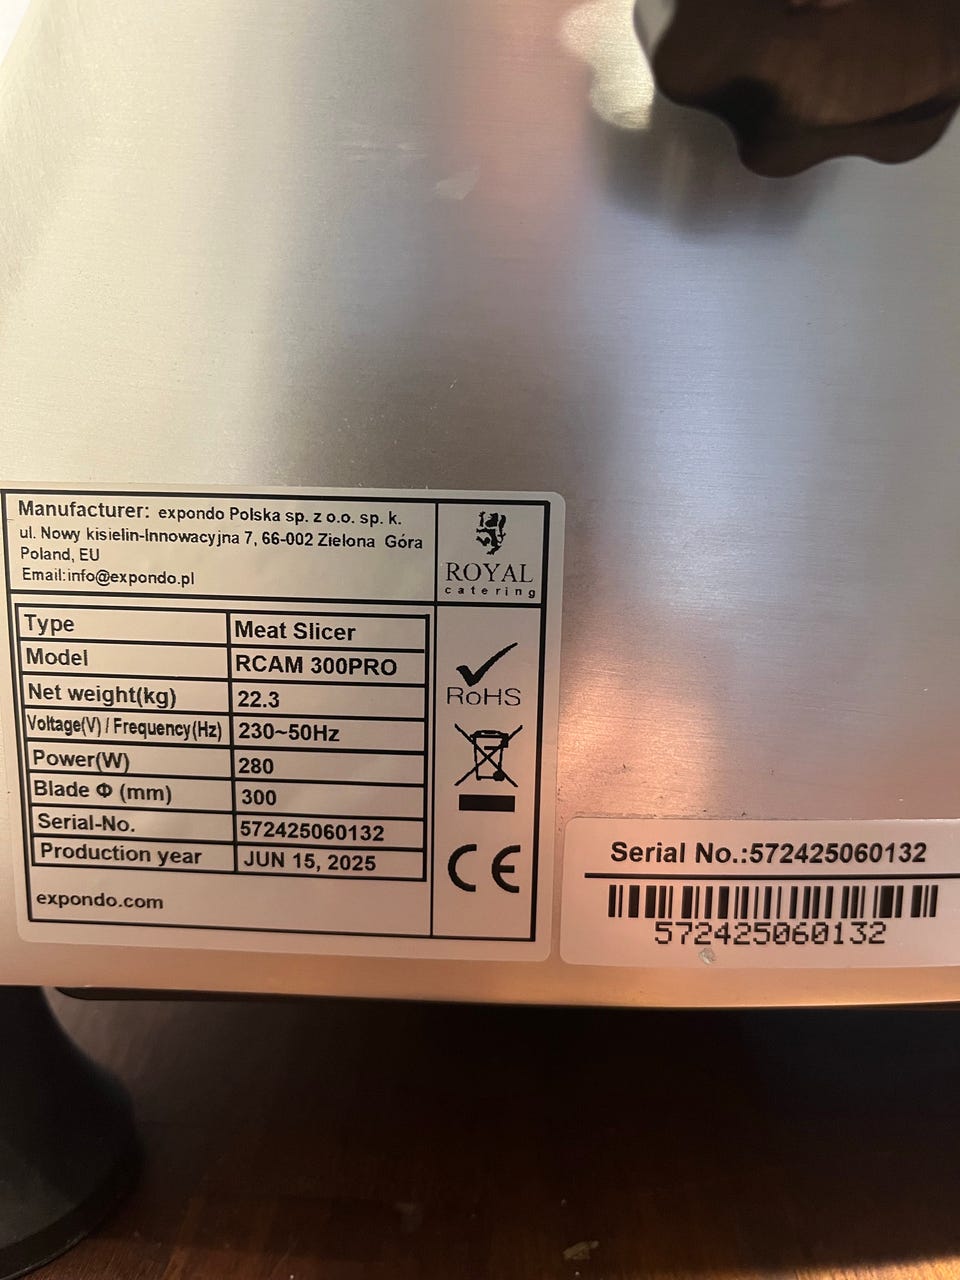 Manufacturer: expondo Polska sp. z o.o. sp. k.
ul. Nowy kisielin-Innowacyjna 7, 66-002 Zielona Góra
Poland, EU
Email:info@expondo.pl
ROYAL
catering
Type Meat Slicer
Model RCAM 300PRO
Net weight(kg) 22.3
Voltage(V) / Frequency(Hz) 230~50Hz
Power(W) 280
Blade Φ (mm) 300
Serial-No. 572425060132
Production year JUN 15, 2025
expondo.com
RoHS
CE
Serial No.:572425060132
572425060132